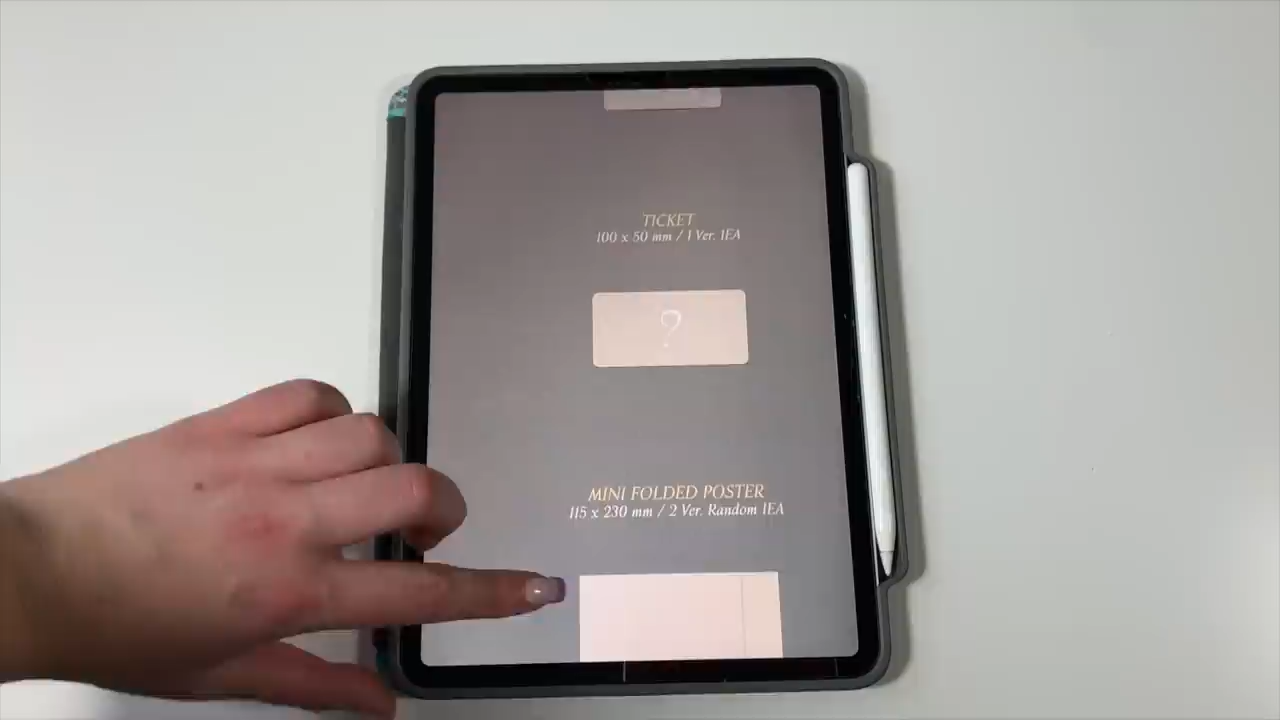 TICKET
100 x 50 mm / 1 Ver. 1EA
?
MINI FOLDED POSTER
115 x 230 mm / 2 Ver. Random 1EA